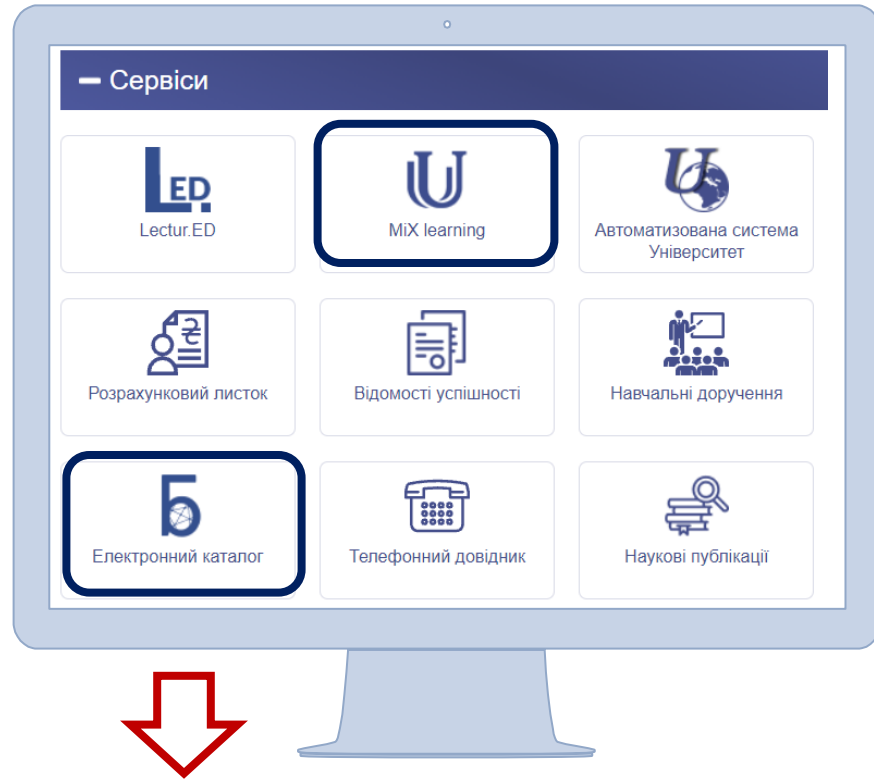 Сервіси
LED.
Lectur.ED
U
MiX learning
U
Автоматизована система
Університет
₴
Розрахунковий листок
Відомості успішності
Навчальні доручення
Б
Електронний каталог
Телефонний довідник
Наукові публікації